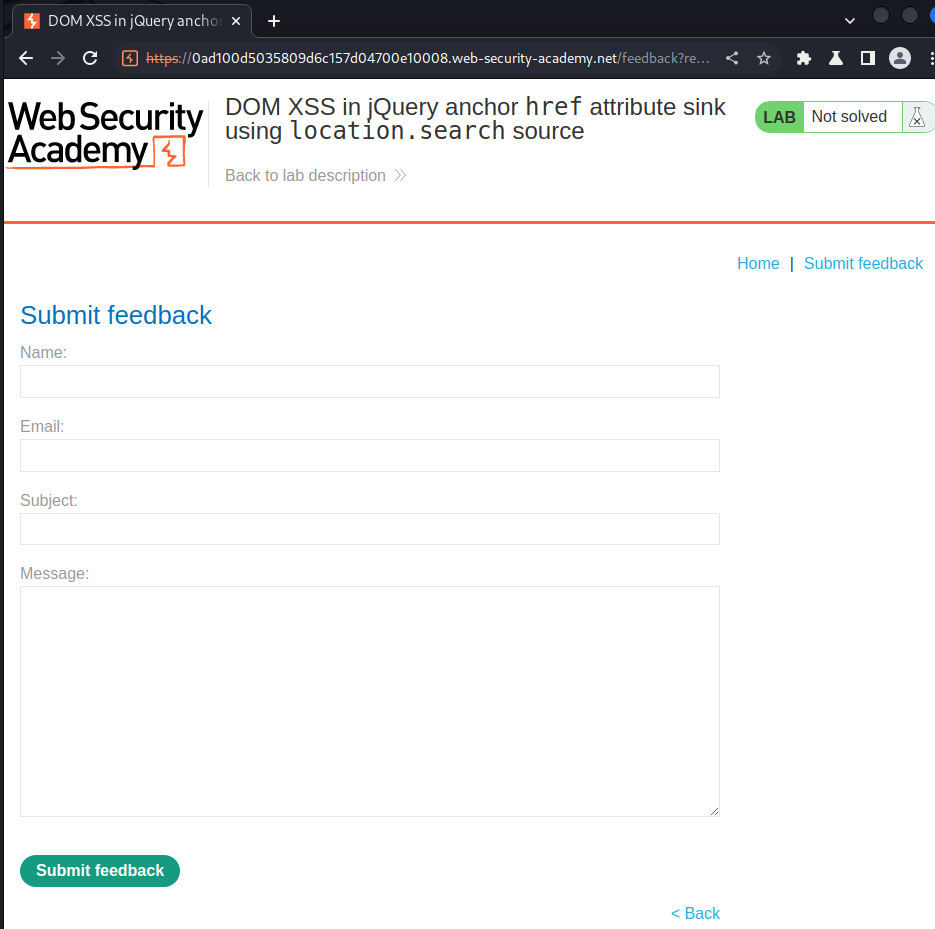 DOM XSS in jQuery anchor
https://0ad100d5035809d6c157d04700e10008.web-security-academy.net/feedback?re...
WebSecurity
Academy
DOM XSS in jQuery anchor href attribute sink
using location.search source
Back to lab description
LAB Not solved
Home | Submit feedback
Submit feedback
Name:
Email:
Subject:
Message:
Submit feedback
< Back